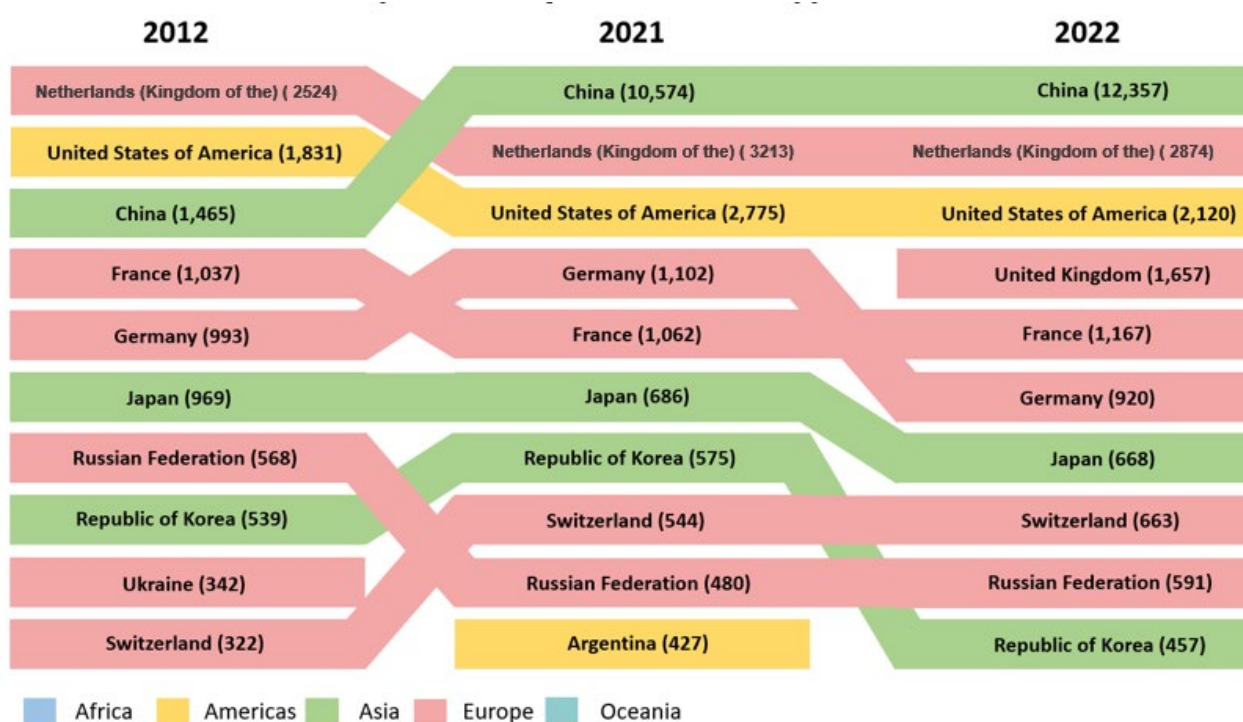 2012 2021 2022
Netherlands (Kingdom of the) ( 2524) China (10,574) China (12,357)
United States of America (1,831) Netherlands (Kingdom of the) ( 3213) Netherlands (Kingdom of the) ( 2874)
China (1,465) United States of America (2,775) United States of America (2,120)
France (1,037) Germany (1,102) United Kingdom (1,657)
Germany (993) France (1,062) France (1,167)
Japan (969) Japan (686) Germany (920)
Russian Federation (568) Republic of Korea (575) Japan (668)
Republic of Korea (539) Switzerland (544) Switzerland (663)
Ukraine (342) Russian Federation (480) Russian Federation (591)
Switzerland (322) Argentina (427) Republic of Korea (457)
Africa Americas Asia Europe Oceania